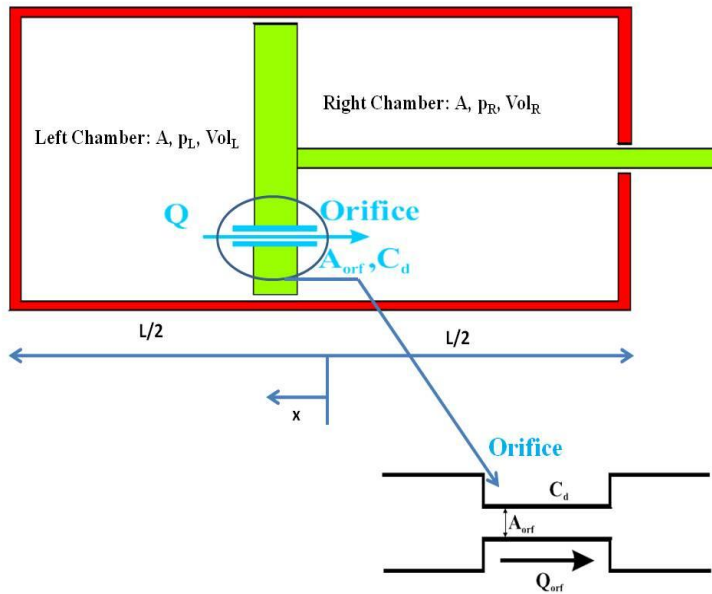 Right Chamber: A, pR, VolR
Left Chamber: A, pL, VolL
Q
Orifice
Aorf ,Cd
L/2
L/2
x
Orifice
Cd
Aorf
Qorf